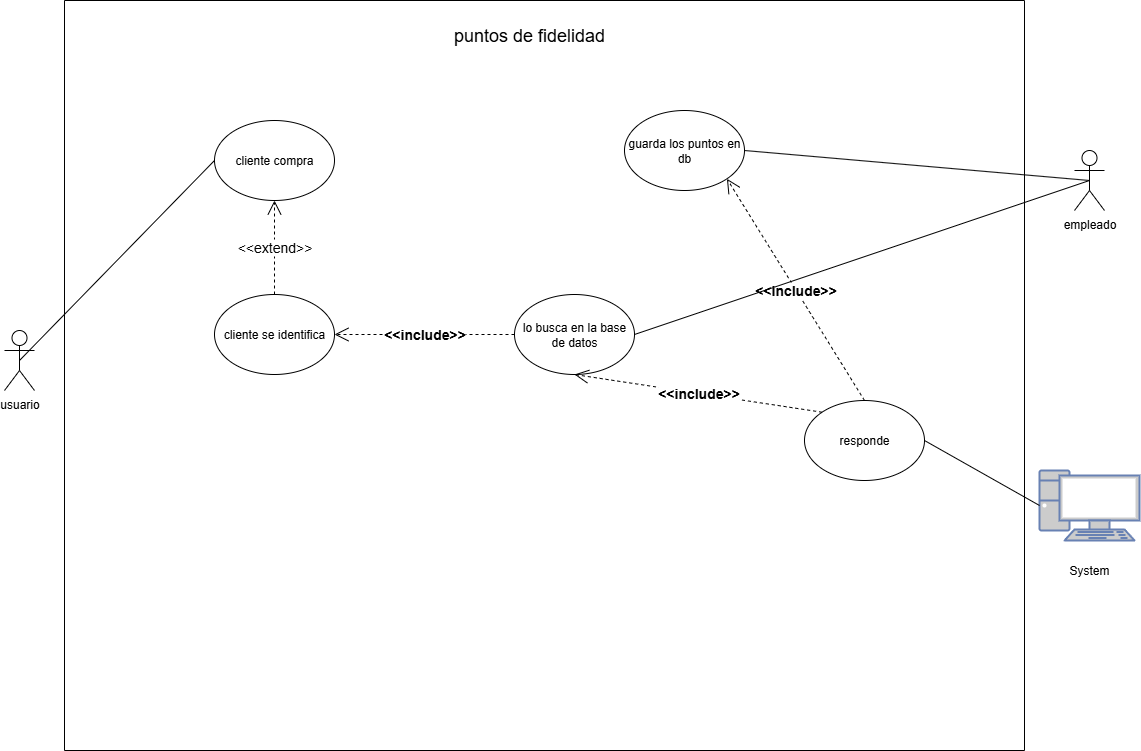 puntos de fidelidad
cliente compra
guarda los puntos en
db
empleado
<<extend>>
<<include>>
cliente se identifica
<<include>>
lo busca en la base
de datos
<<include>>
usuario
responde
System